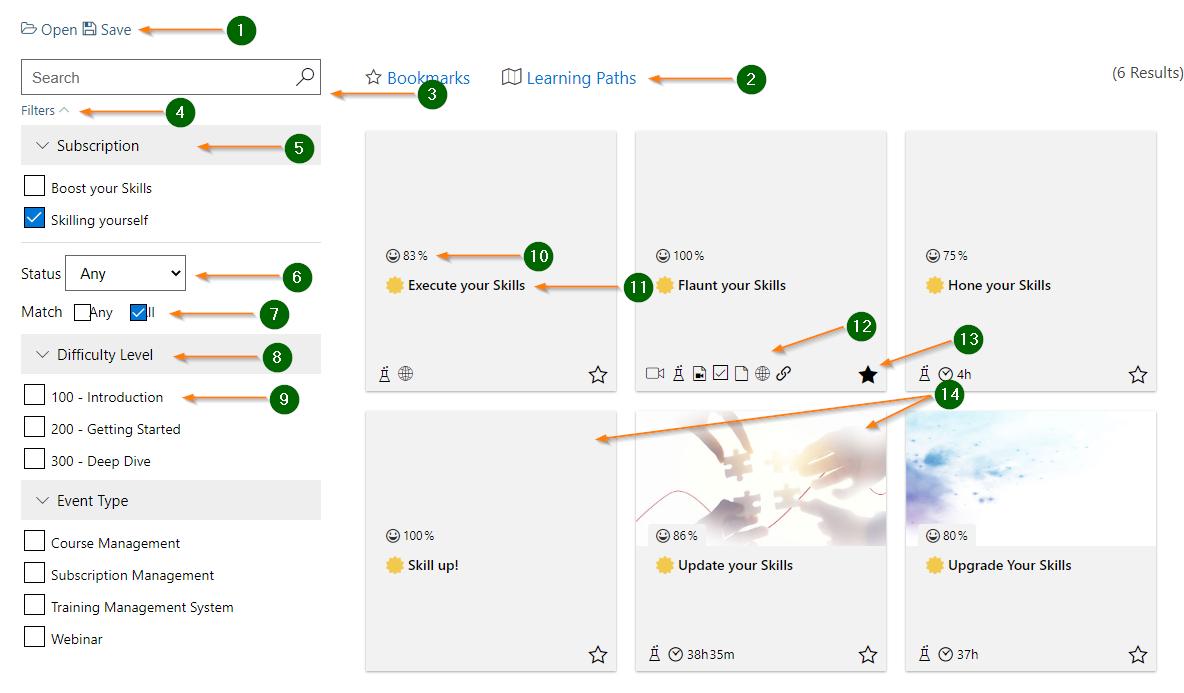 Open Save 1
Search
Bookmarks Learning Paths 2
(6 Results)
3
Filters 4
Subscription 5
Boost your Skills
Skilling yourself
Status Any 6
Match Any ll 7
Difficulty Level 8
100 - Introduction 9
200 - Getting Started
300 - Deep Dive
Event Type
Course Management
Subscription Management
Training Management System
Webinar
83% 10
Execute your Skills 11
100%
Flaunt your Skills
12
13
75%
Hone your Skills
4h
14
100%
Skill up!
86%
Update your Skills
38h35m
80%
Upgrade Your Skills
37h